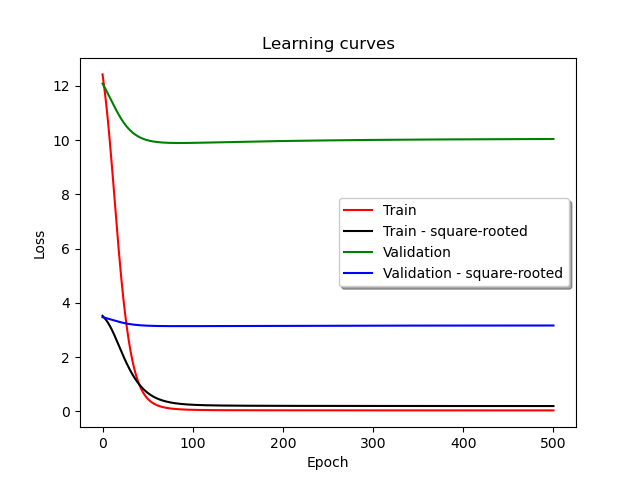 Learning curves
Loss
12
10
8
6
4
2
0
Train
Train - square-rooted
Validation
Validation - square-rooted
0 100 200 300 400 500
Epoch